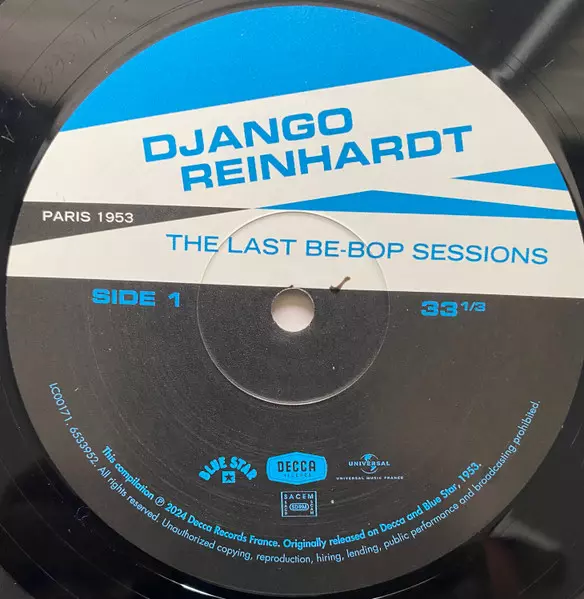 DJANGO
REINHARDT
PARIS 1953
THE LAST BE-BOP SESSIONS
SIDE 1
33 1/3
BLUE STAR
DECCA
RECORDS
UNIVERSAL
UNIVERSAL MUSIC FRANCE
SACEM
SDRM
This compilation ℗ 2024 Decca Records France. Originally released on Decca and Blue Star, 1953.
LC00171. 6533952. All rights reserved. Unauthorized copying, reproduction, hiring, lending, public performance and broadcasting prohibited.